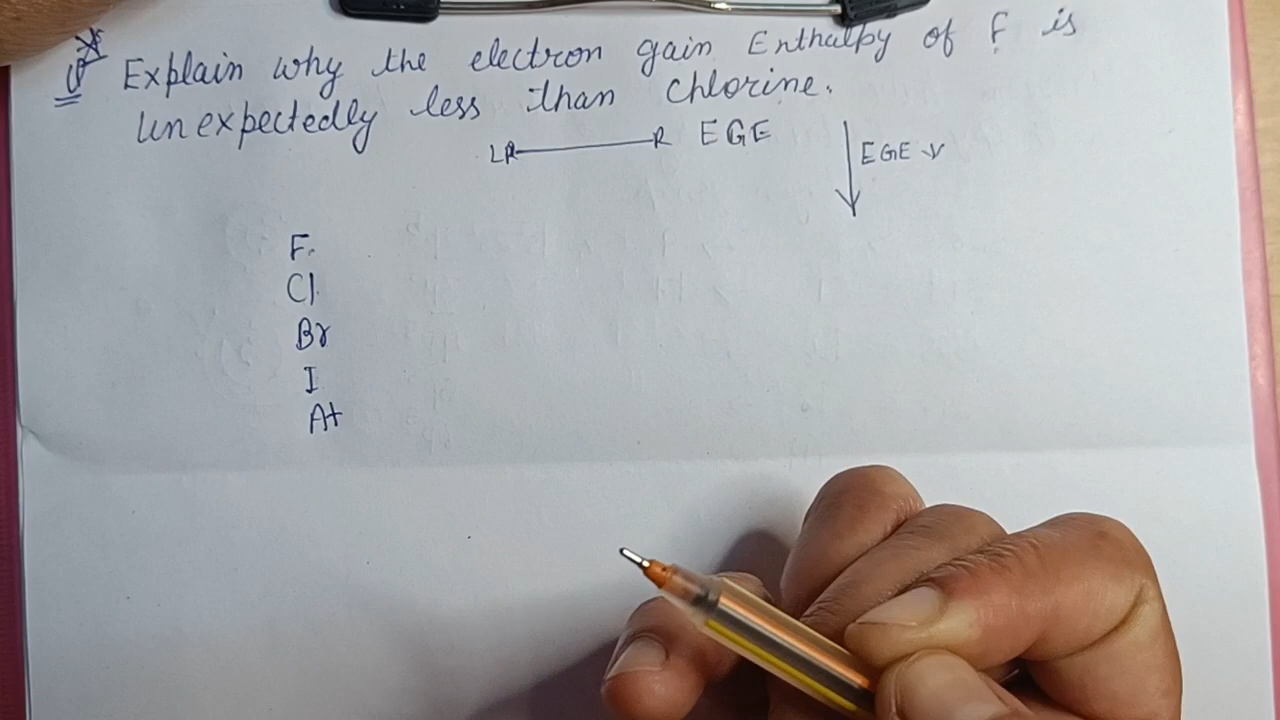 Q Explain why the electron gain Enthalpy of F is
unexpectedly less than chlorine.
LR R EGE EGE ↓
F
Cl
Br
I
At